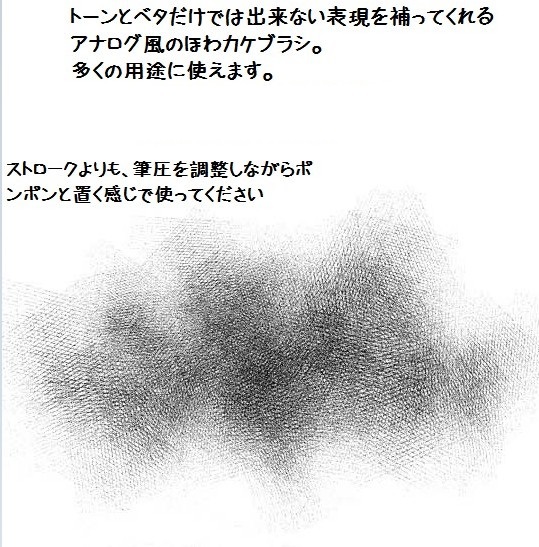 トーンとベタだけでは出来ない表現を補ってくれる
アナログ風のほわカケブラシ。
多くの用途に使えます。
ストロークよりも、筆圧を調整しながらポ
ンポンと置く感じで使ってください